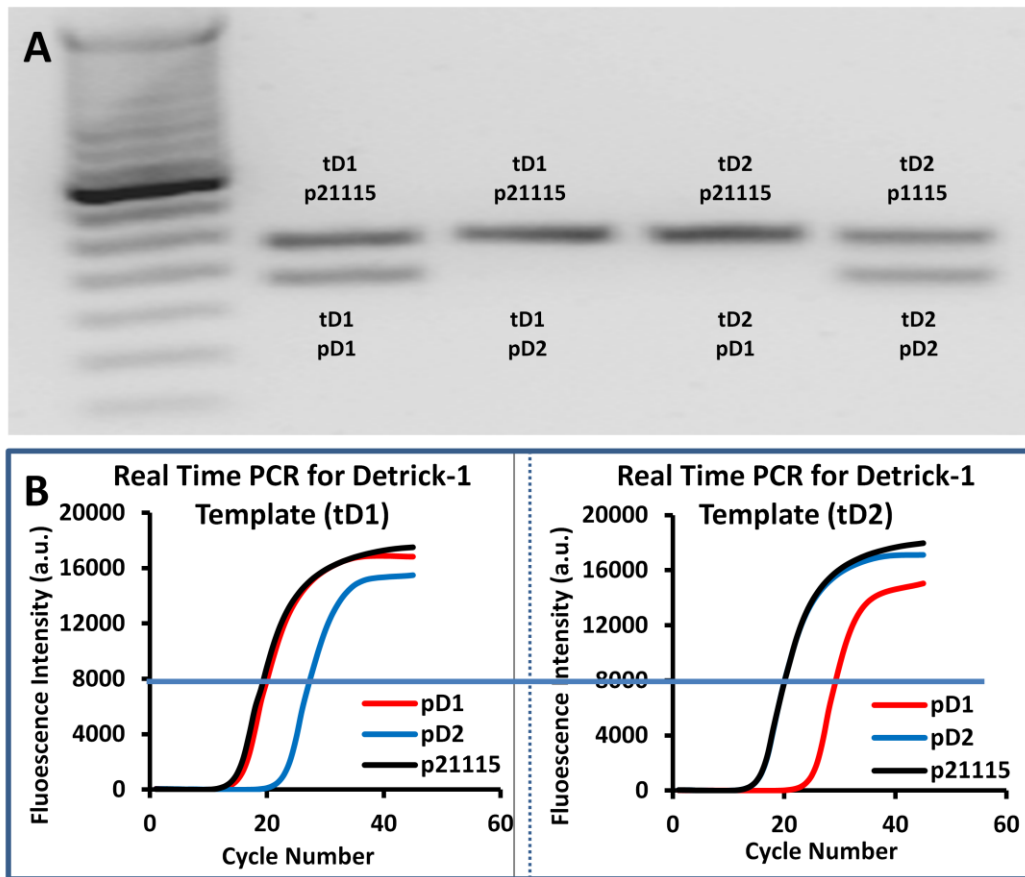 A
tD1
p21115
tD1
p21115
tD2
p21115
tD2
p1115
tD1
pD1
tD1
pD2
tD2
pD1
tD2
pD2
B
Real Time PCR for Detrick-1
Template (tD1)
Fluoescence Intensity (a.u.)
20000
16000
12000
8000
4000
0
0
20
40
60
Cycle Number
pD1
pD2
p21115
Real Time PCR for Detrick-1
Template (tD2)
Fluoescence Intensity (a.u.)
20000
16000
12000
8000
4000
0
0
20
40
60
Cycle Number
pD1
pD2
p21115